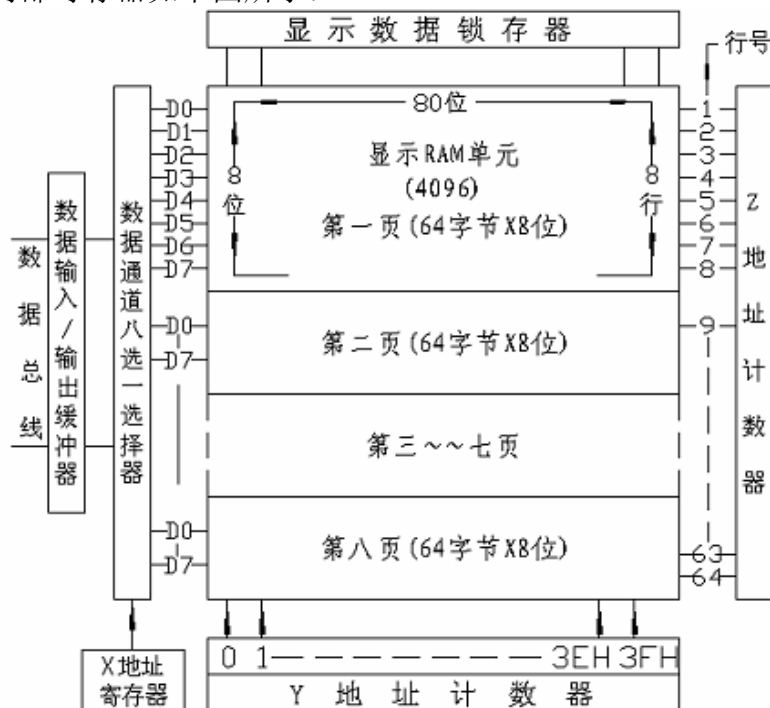 显示数据锁存器
行号
80位
D0
D1
D2
D3
D4
D5
D6
D7
8位
显示RAM单元
(4096)
第一页(64字节X8位)
8行
1
2
3
4
5
6
7
8
D0
D7
第二页(64字节X8位)
9
第三~~七页
D0
D7
第八页(64字节X8位)
63
64
数据总线
数据输入/输出缓冲器
数据通道八选一选择器
Z地址计数器
X地址
寄存器
0 1 3EH 3FH
Y地址计数器